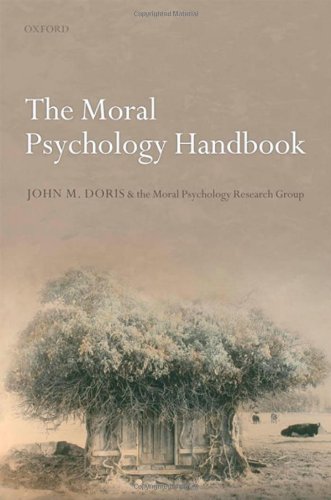 OXFORD
The Moral
Psychology Handbook
JOHN M. DORIS & the Moral Psychology Research Group